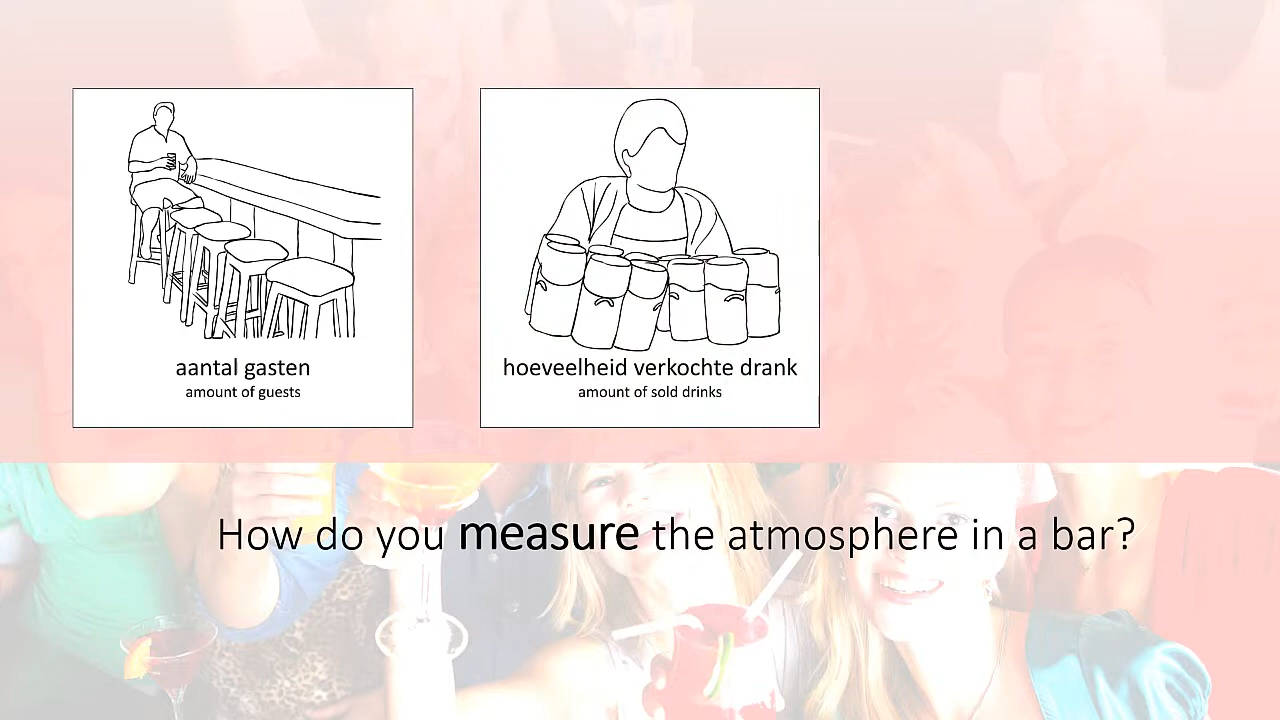 aantal gasten
amount of guests
hoeveelheid verkochte drank
amount of sold drinks
How do you measure the atmosphere in a bar?